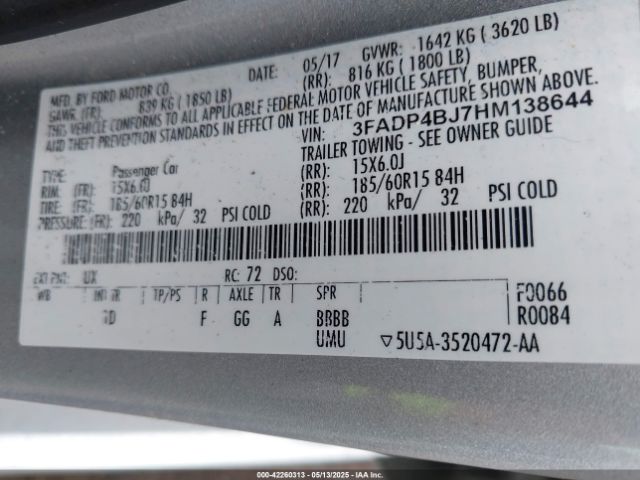 MFD. BY FORD MOTOR CO.
DATE: 05/17 GVWR: 1642 KG ( 3620 LB)
GAWR: (FR): 839 KG ( 1850 LB) (RR): 816 KG ( 1800 LB)
THIS VEHICLE CONFORMS TO ALL APPLICABLE FEDERAL MOTOR VEHICLE SAFETY, BUMPER,
AND THEFT PREVENTION STANDARDS IN EFFECT ON THE DATE OF MANUFACTURE SHOWN ABOVE.
VIN: 3FADP4BJ7HM138644
TYPE: Passenger Car TRAILER TOWING - SEE OWNER GUIDE
RIM: (FR): 15X6.0J (RR): 15X6.0J
TIRE: (FR): 185/60R15 84H (RR): 185/60R15 84H
PRESSURE: (FR): 220 kPa/ 32 PSI COLD (RR): 220 kPa/ 32 PSI COLD
EXT PNT: UX RC: 72 DSO:
WB INT TR TP/PS R AXLE TR SPR F0066
F GG A BBBB R0084
UMU ▽5U5A-3520472-AA
000-42260313 - 05/13/2025 - IAAI.com